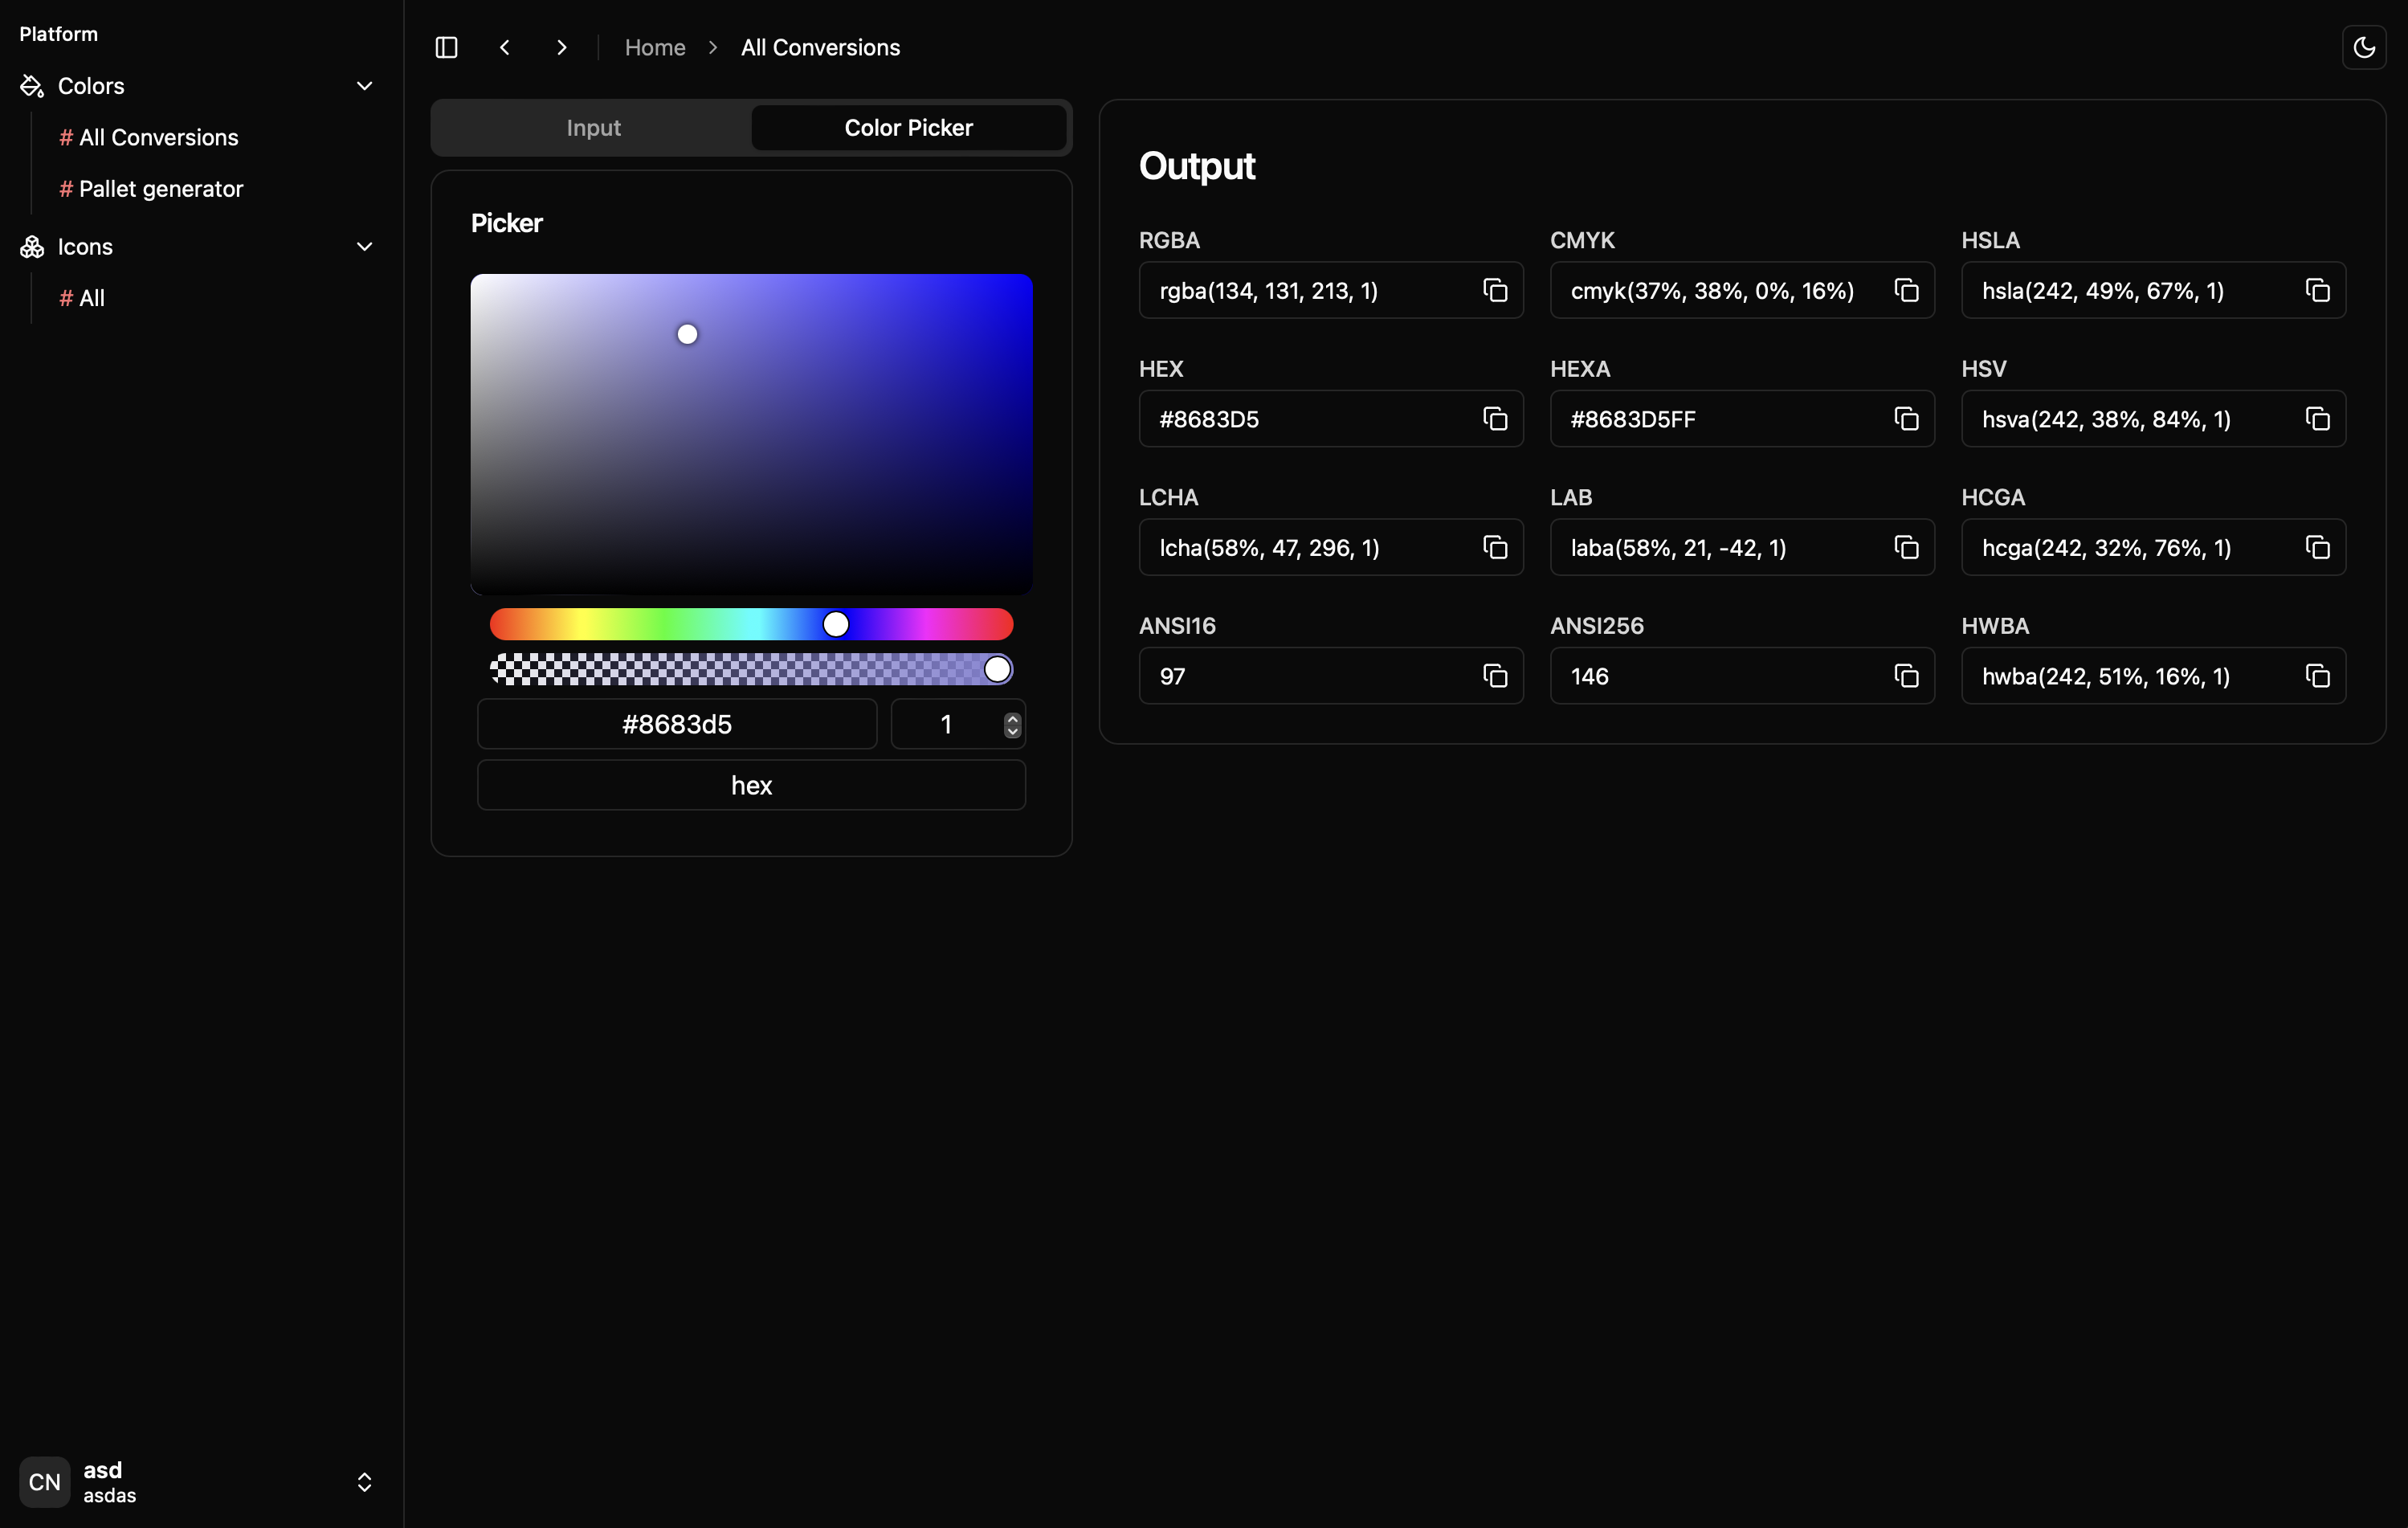 Platform
Colors
# All Conversions
# Pallet generator
Icons
# All
Home > All Conversions
Input
Color Picker
Picker
#8683d5
1
hex
Output
RGBA
rgba(134, 131, 213, 1)
CMYK
cmyk(37%, 38%, 0%, 16%)
HSLA
hsla(242, 49%, 67%, 1)
HEX
#8683D5
HEXA
#8683D5FF
HSV
hsva(242, 38%, 84%, 1)
LCHA
lcha(58%, 47, 296, 1)
LAB
laba(58%, 21, -42, 1)
HCGA
hcga(242, 32%, 76%, 1)
ANSI16
97
ANSI256
146
HWBA
hwba(242, 51%, 16%, 1)
CN
asd
asdas